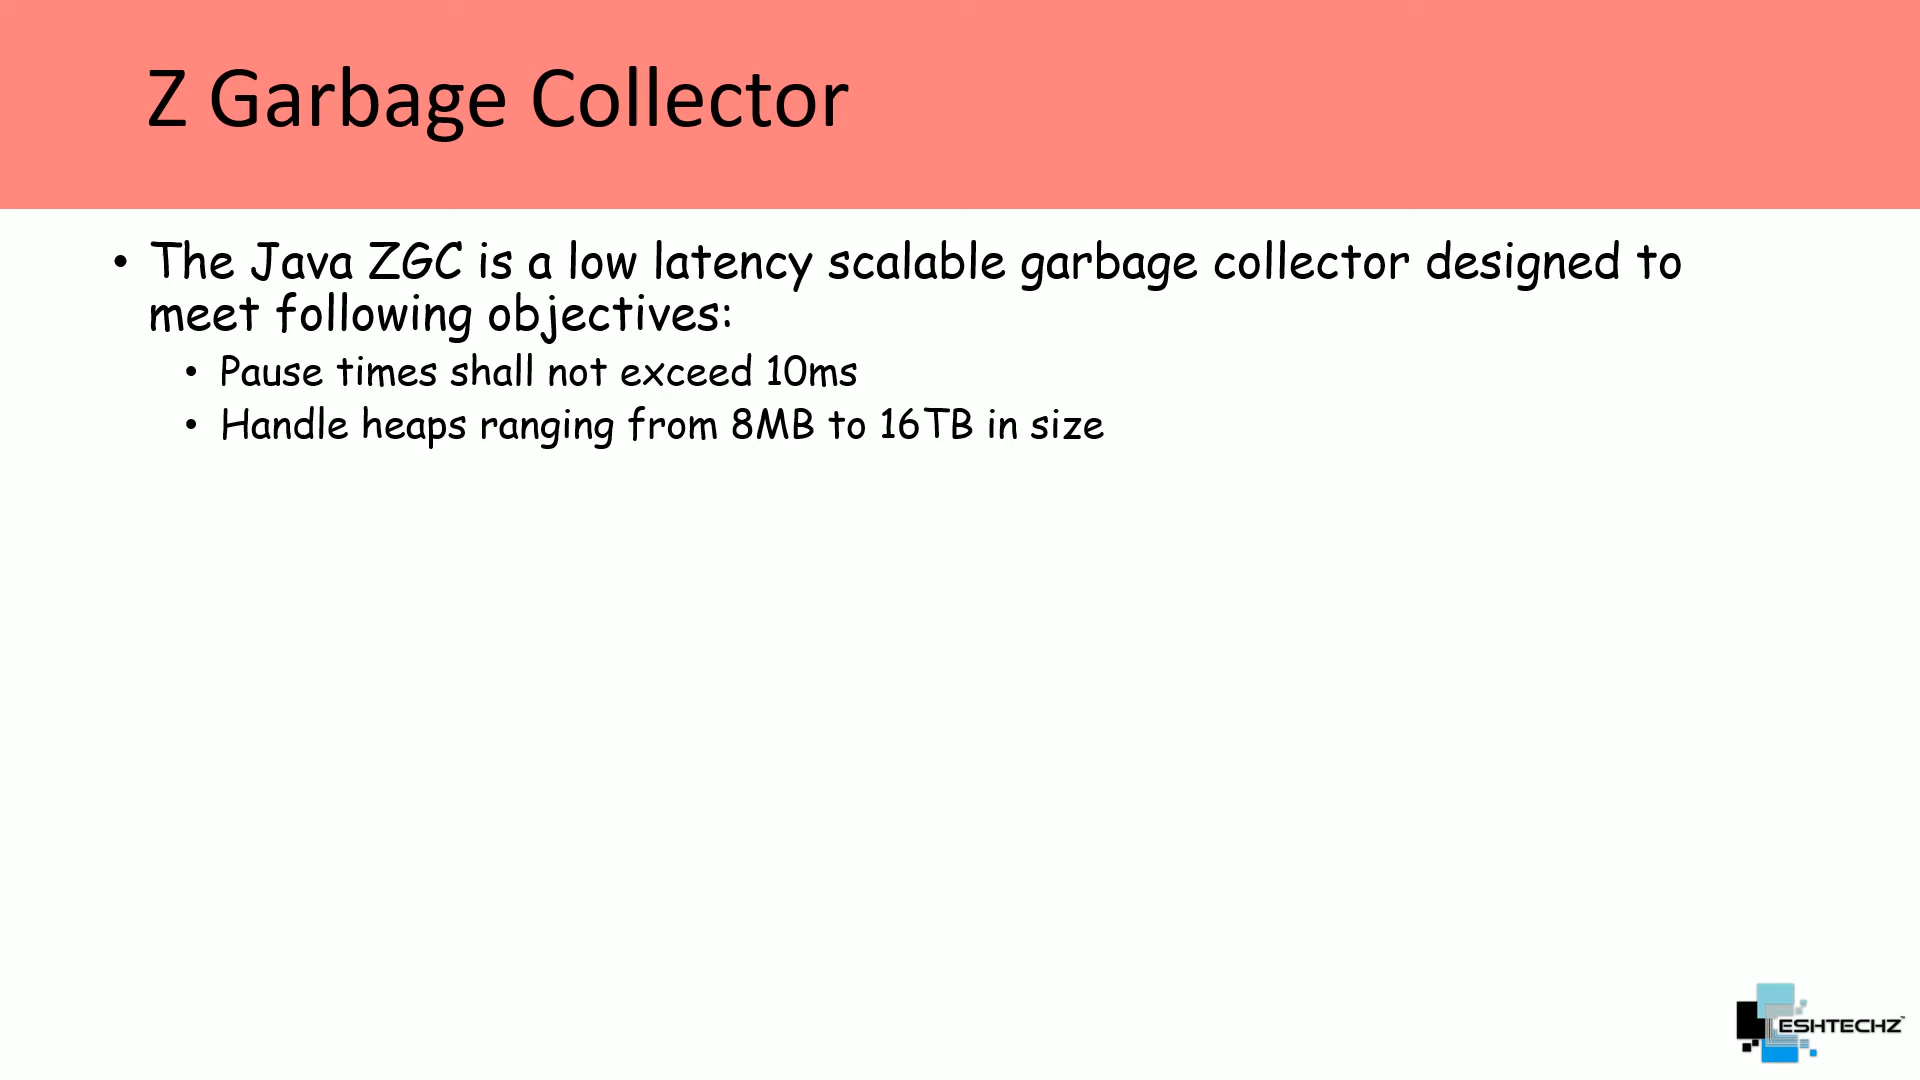 Z Garbage Collector
• The Java ZGC is a low latency scalable garbage collector designed to
meet following objectives:
• Pause times shall not exceed 10ms
• Handle heaps ranging from 8MB to 16TB in size
LESHTECHZ™